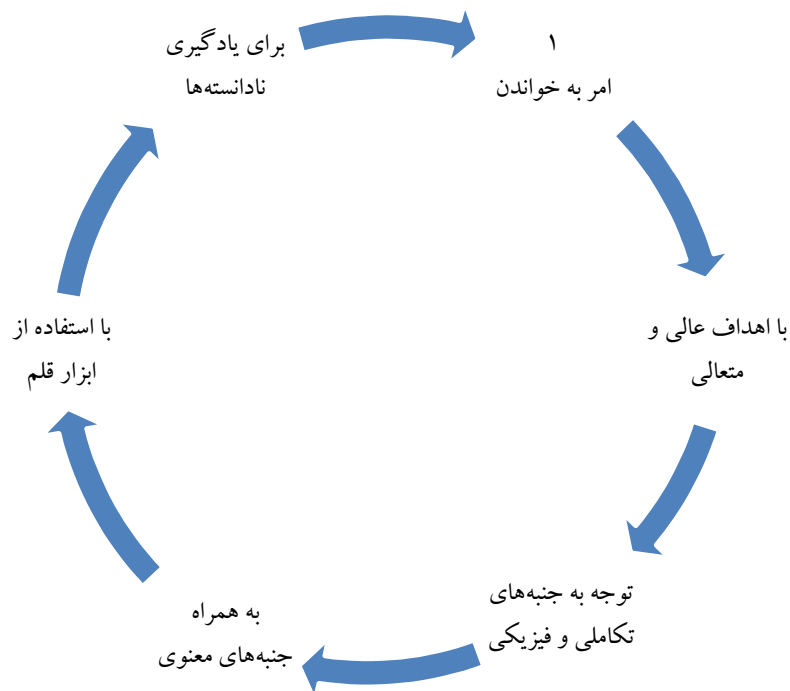 ۱
امر به خواندن
با اهداف عالی و
متعالی
توجه به جنبه‌های
تکاملی و فیزیکی
به همراه
جنبه‌های معنوی
با استفاده از
ابزار قلم
برای یادگیری
نادانسته‌ها